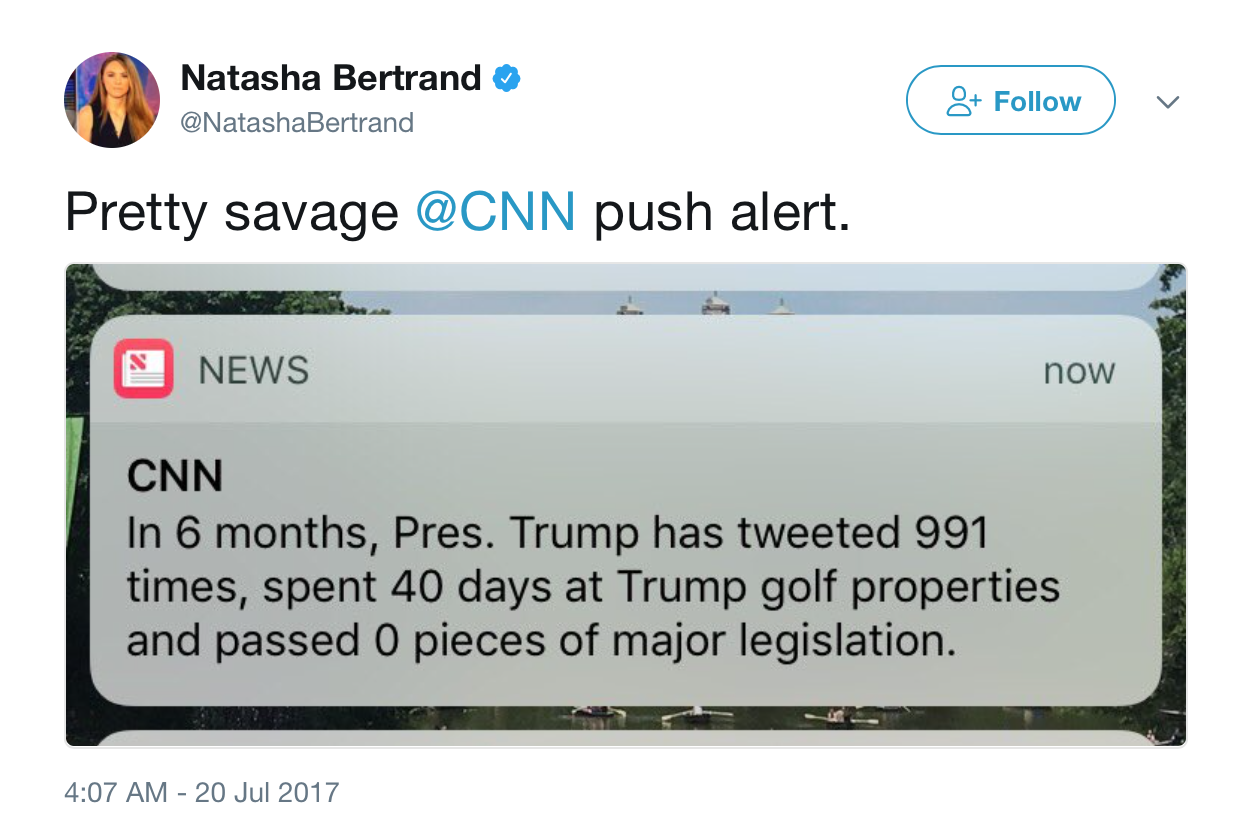 Natasha Bertrand
@NatashaBertrand
Follow
Pretty savage @CNN push alert.
NEWS
now
CNN
In 6 months, Pres. Trump has tweeted 991
times, spent 40 days at Trump golf properties
and passed 0 pieces of major legislation.
4:07 AM - 20 Jul 2017